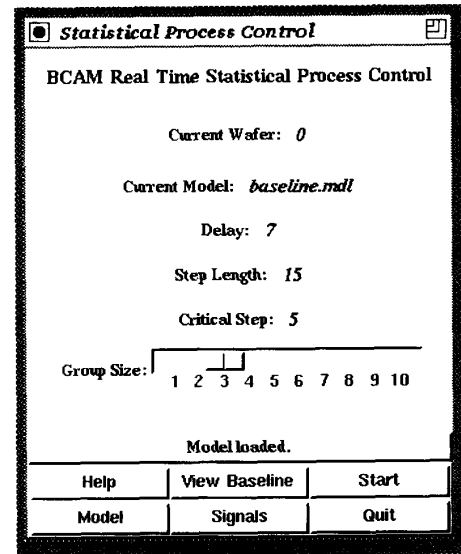 Statistical Process Control
BCAM Real Time Statistical Process Control
Current Wafer: 0
Current Model: baseline.mdl
Delay: 7
Step Length: 15
Critical Step: 5
Group Size:
1 2 3 4 5 6 7 8 9 10
Model loaded.
Help View Baseline Start
Model Signals Quit